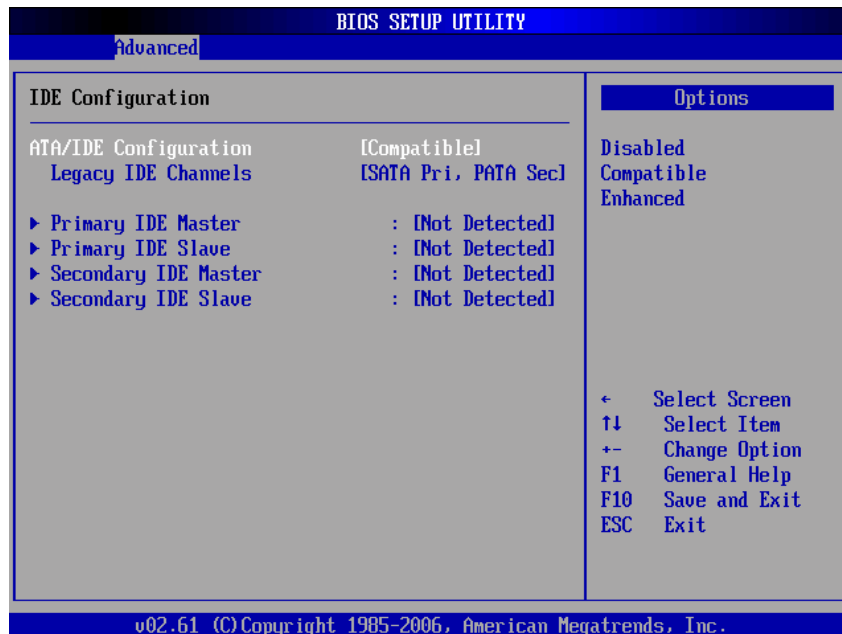 BIOS SETUP UTILITY
Advanced
IDE Configuration
ATA/IDE Configuration [Compatible]
Legacy IDE Channels [SATA Pri, PATA Sec]
▶ Primary IDE Master : [Not Detected]
▶ Primary IDE Slave : [Not Detected]
▶ Secondary IDE Master : [Not Detected]
▶ Secondary IDE Slave : [Not Detected]
Options
Disabled
Compatible
Enhanced
← Select Screen
↑↓ Select Item
+- Change Option
F1 General Help
F10 Save and Exit
ESC Exit
v02.61 (C)Copyright 1985-2006, American Megatrends, Inc.